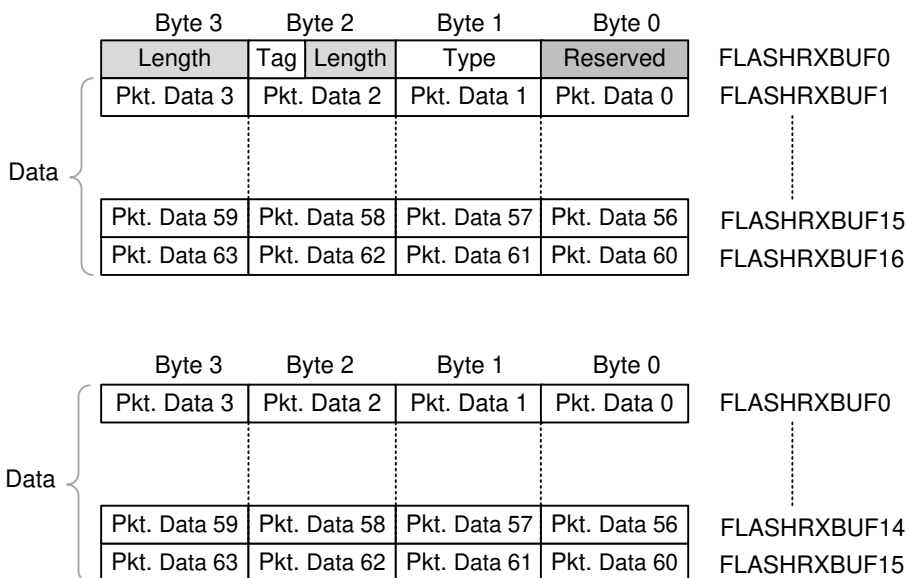 Byte 3 Byte 2 Byte 1 Byte 0
Length Tag Length Type Reserved FLASHRXBUF0
Pkt. Data 3 Pkt. Data 2 Pkt. Data 1 Pkt. Data 0 FLASHRXBUF1
Data
Pkt. Data 59 Pkt. Data 58 Pkt. Data 57 Pkt. Data 56 FLASHRXBUF15
Pkt. Data 63 Pkt. Data 62 Pkt. Data 61 Pkt. Data 60 FLASHRXBUF16
Byte 3 Byte 2 Byte 1 Byte 0
Pkt. Data 3 Pkt. Data 2 Pkt. Data 1 Pkt. Data 0 FLASHRXBUF0
Data
Pkt. Data 59 Pkt. Data 58 Pkt. Data 57 Pkt. Data 56 FLASHRXBUF14
Pkt. Data 63 Pkt. Data 62 Pkt. Data 61 Pkt. Data 60 FLASHRXBUF15